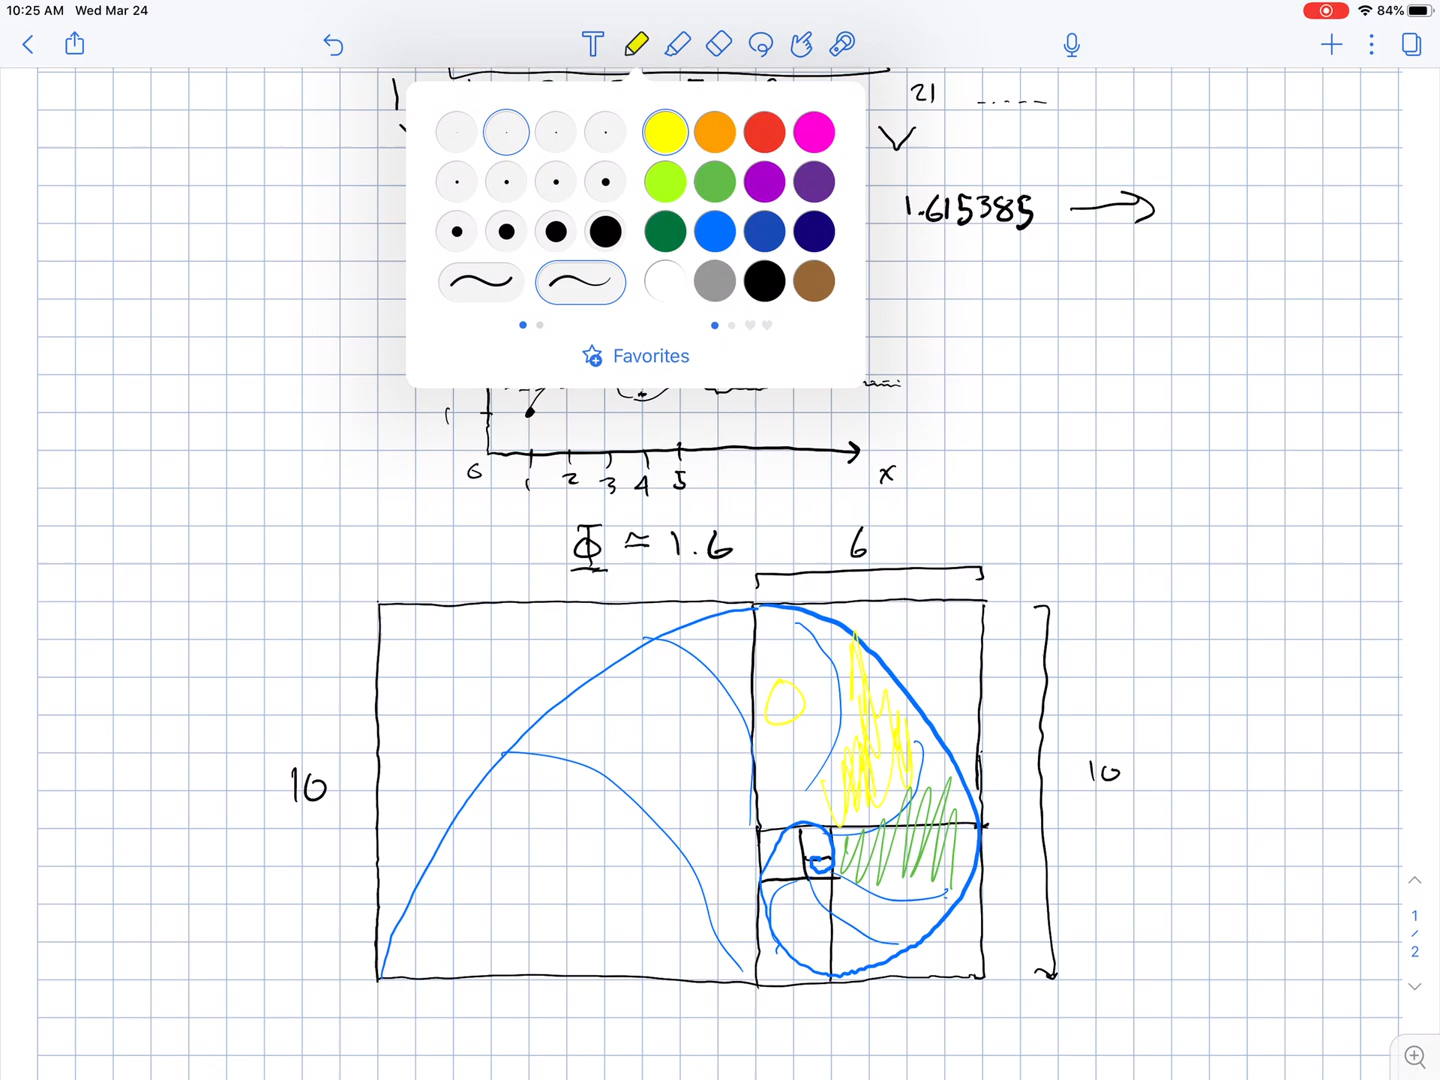 10:25 AM Wed Mar 24
84%
T
21 -----
1.615385 →
Favorites
1
6 1 2 3 4 5 x
Φ ≈ 1.6
6
10
10
1
/
2